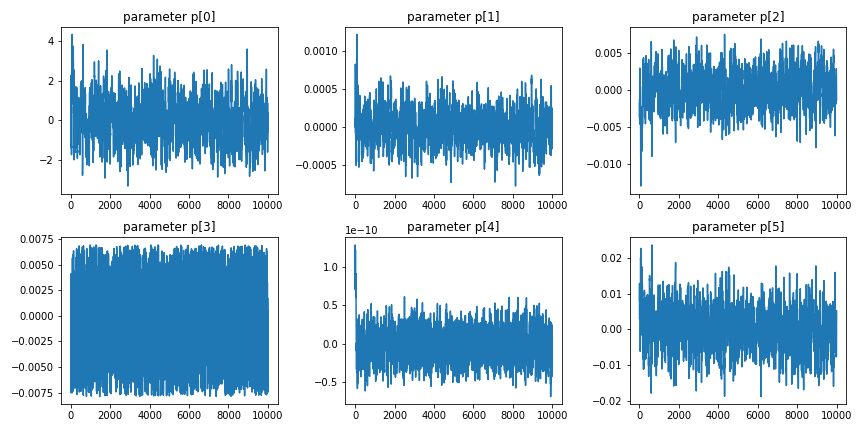 parameter p[0]
4
2
0
−2
0 2000 4000 6000 8000 10000
parameter p[1]
0.0010
0.0005
0.0000
−0.0005
0 2000 4000 6000 8000 10000
parameter p[2]
0.005
0.000
−0.005
−0.010
0 2000 4000 6000 8000 10000
parameter p[3]
0.0075
0.0050
0.0025
0.0000
−0.0025
−0.0050
−0.0075
0 2000 4000 6000 8000 10000
parameter p[4]
1e−10
1.0
0.5
0.0
−0.5
0 2000 4000 6000 8000 10000
parameter p[5]
0.02
0.01
0.00
−0.01
−0.02
0 2000 4000 6000 8000 10000